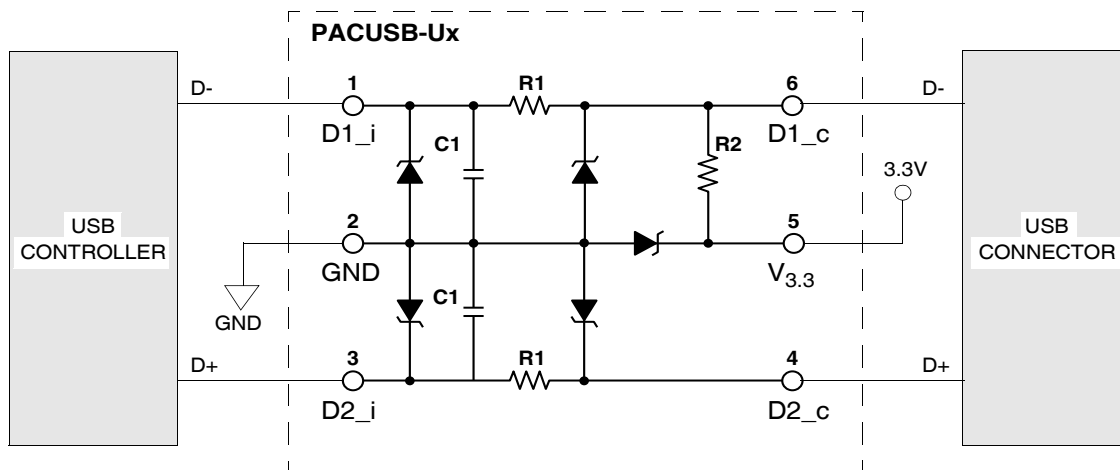 PACUSB-Ux
D-
1
R1
6
D-
D1_i
C1
R2
D1_c
3.3V
USB
CONTROLLER
2
5
USB
CONNECTOR
GND
V3.3
C1
GND
D+
3
R1
4
D+
D2_i
D2_c